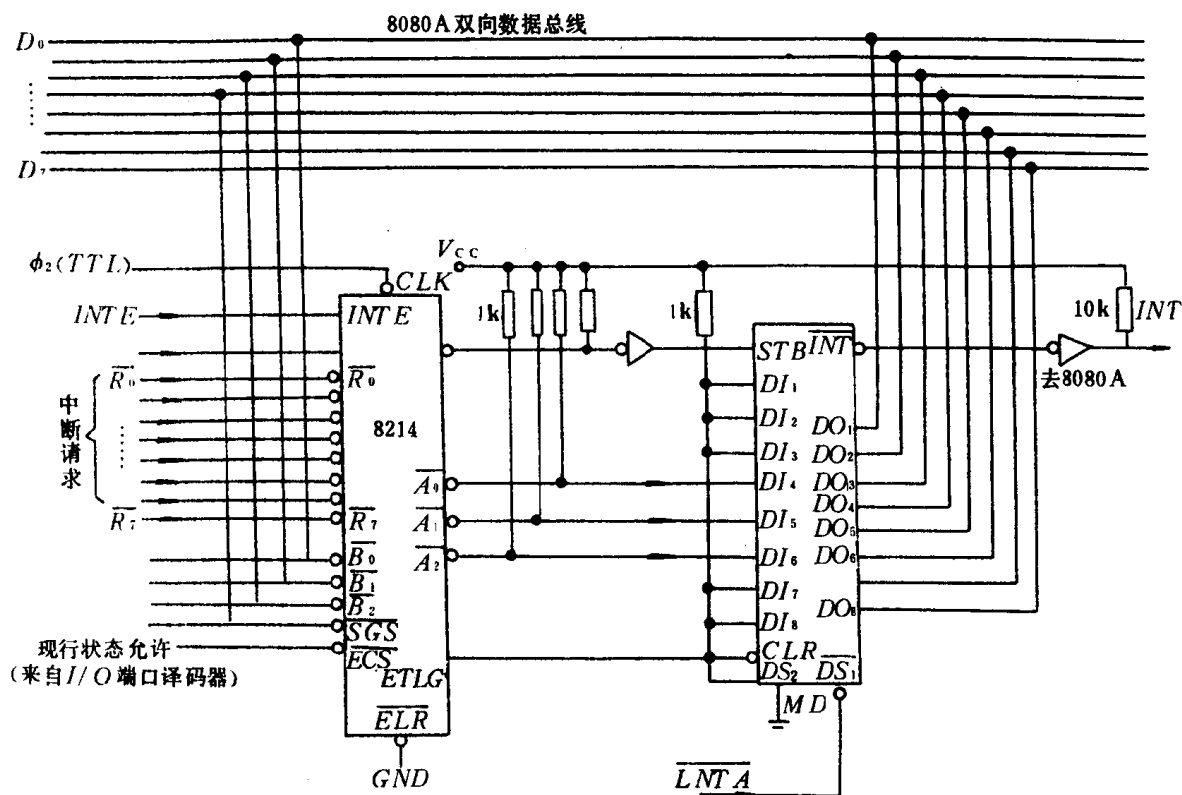 8080A双向数据总线
D₀
D₇
φ₂(TTL)
Vcc
CLK
INTE
INTE
1k
1k
10k
INT
STB
INT
去8080A
R₀
R₀
中断请求
8214
R₇
R₇
A₀
A₁
A₂
B₀
B₁
B₂
SGS
ECS
ETLG
ELR
GND
现行状态允许
(来自I/O端口译码器)
DI₁
DI₂
DI₃
DI₄
DI₅
DI₆
DI₇
DI₈
DO₁
DO₂
DO₃
DO₄
DO₅
DO₆
DO₈
CLR
DS₂
DS₁
MD
LNTA